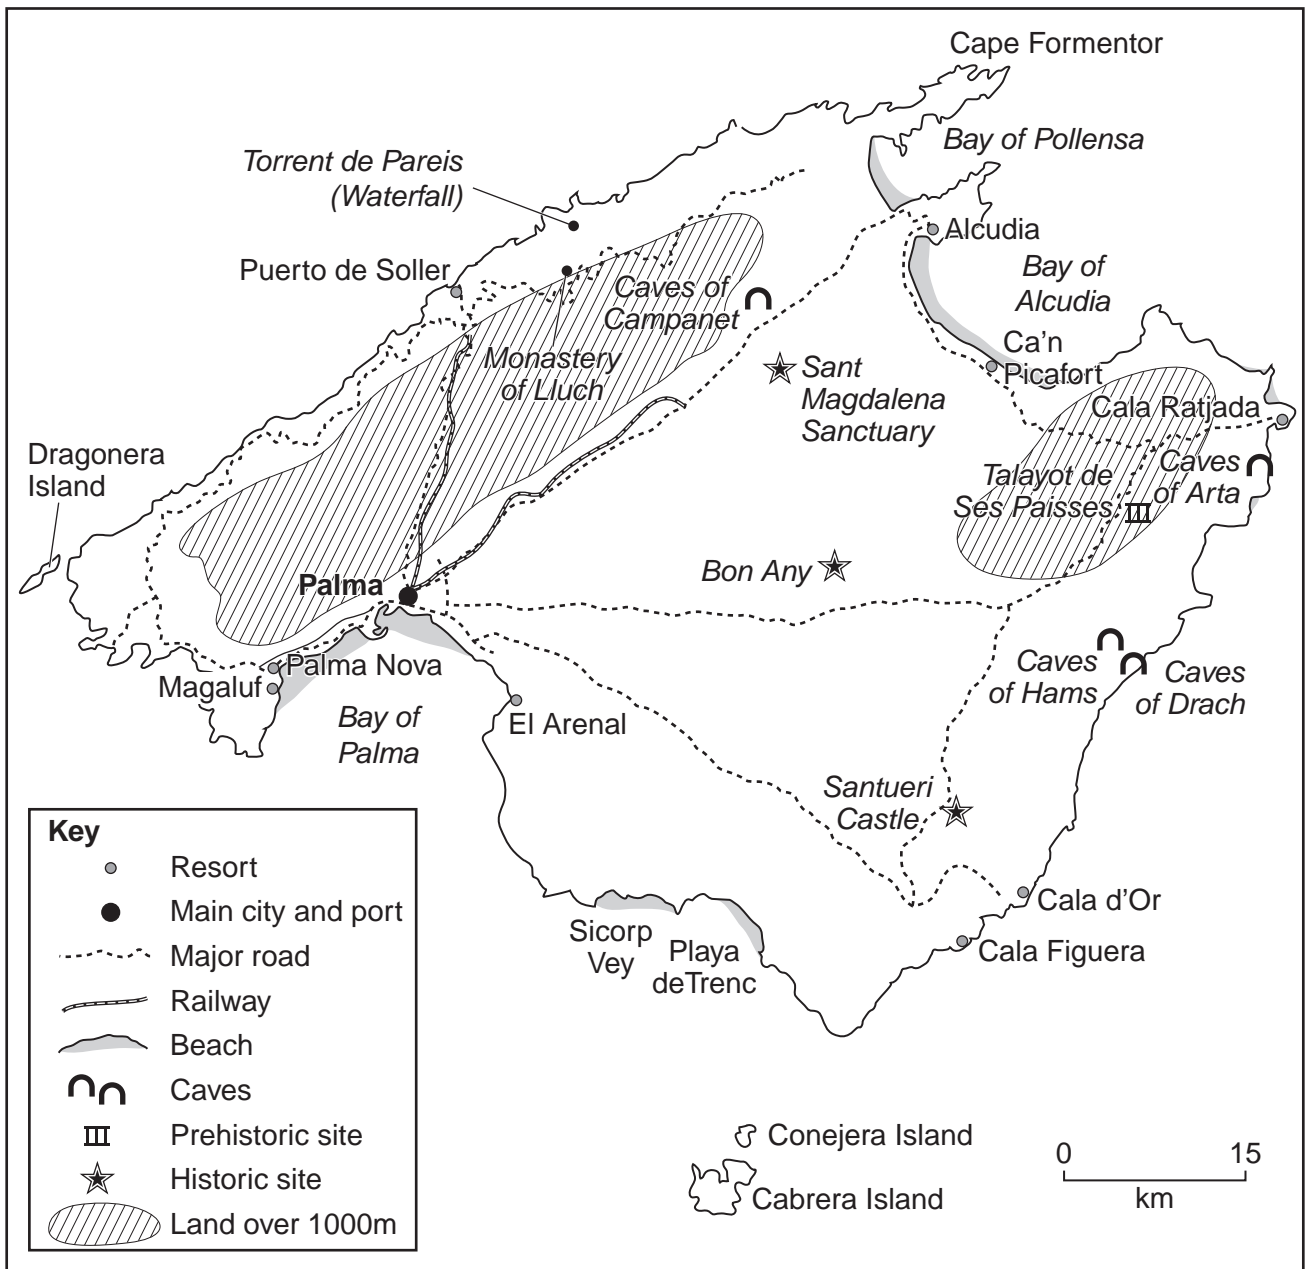 Cape Formentor
Bay of Pollensa
Torrent de Pareis
(Waterfall)
Alcudia
Puerto de Soller
Bay of
Alcudia
Caves of
Campanet
Monastery
of Lluch
Ca'n
Picafort
Sant
Magdalena
Sanctuary
Cala Ratjada
Dragonera
Island
Talayot de
Ses Paisses
Caves
of Arta
Bon Any
Palma
Palma Nova
Magaluf
Caves
of Hams
Caves
of Drach
Bay of
Palma
El Arenal
Santueri
Castle
Cala d'Or
Cala Figuera
Sicorp
Vey
Playa
deTrenc
Key
Resort
Main city and port
Major road
Railway
Beach
Caves
Prehistoric site
Historic site
Land over 1000m
Conejera Island
Cabrera Island
0 15
km